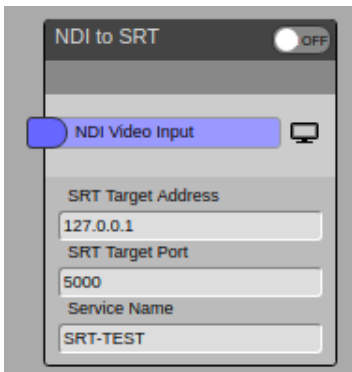 NDI to SRT
OFF
NDI Video Input
SRT Target Address
127.0.0.1
SRT Target Port
5000
Service Name
SRT-TEST